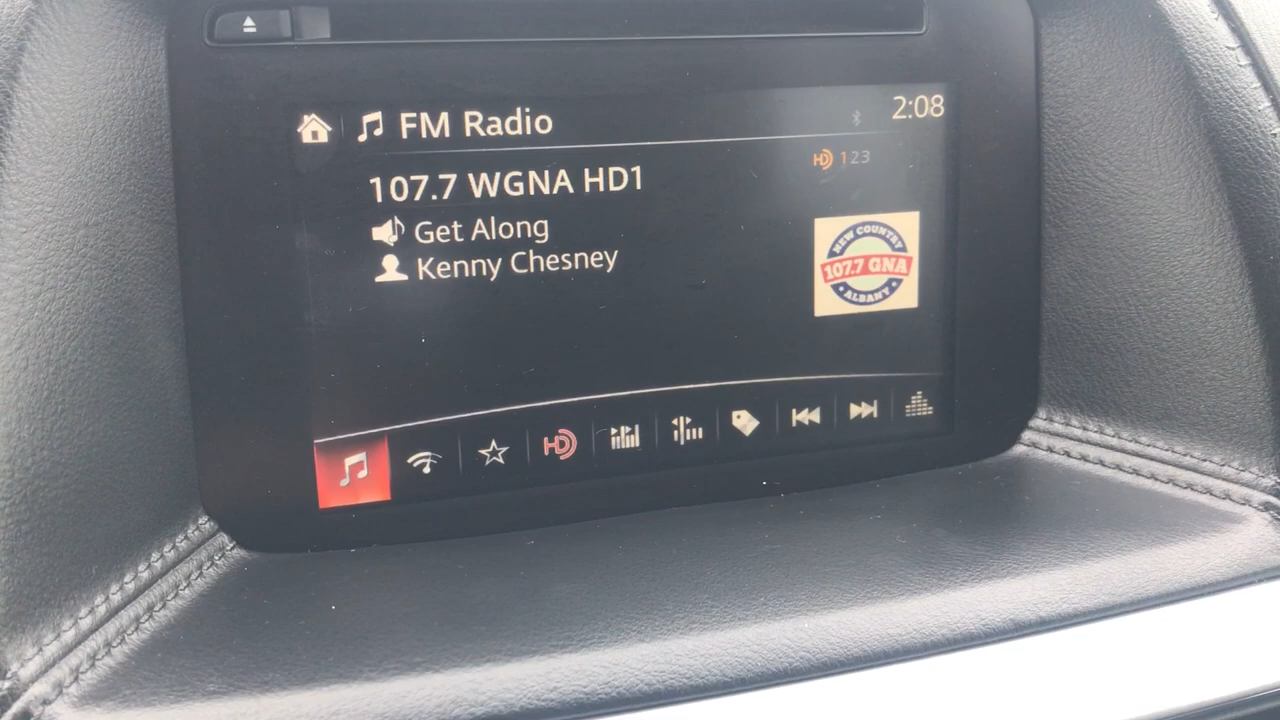 FM Radio
2:08
HD 123
107.7 WGNA HD1
Get Along
Kenny Chesney
NEW COUNTRY
107.7 GNA
ALBANY
HD